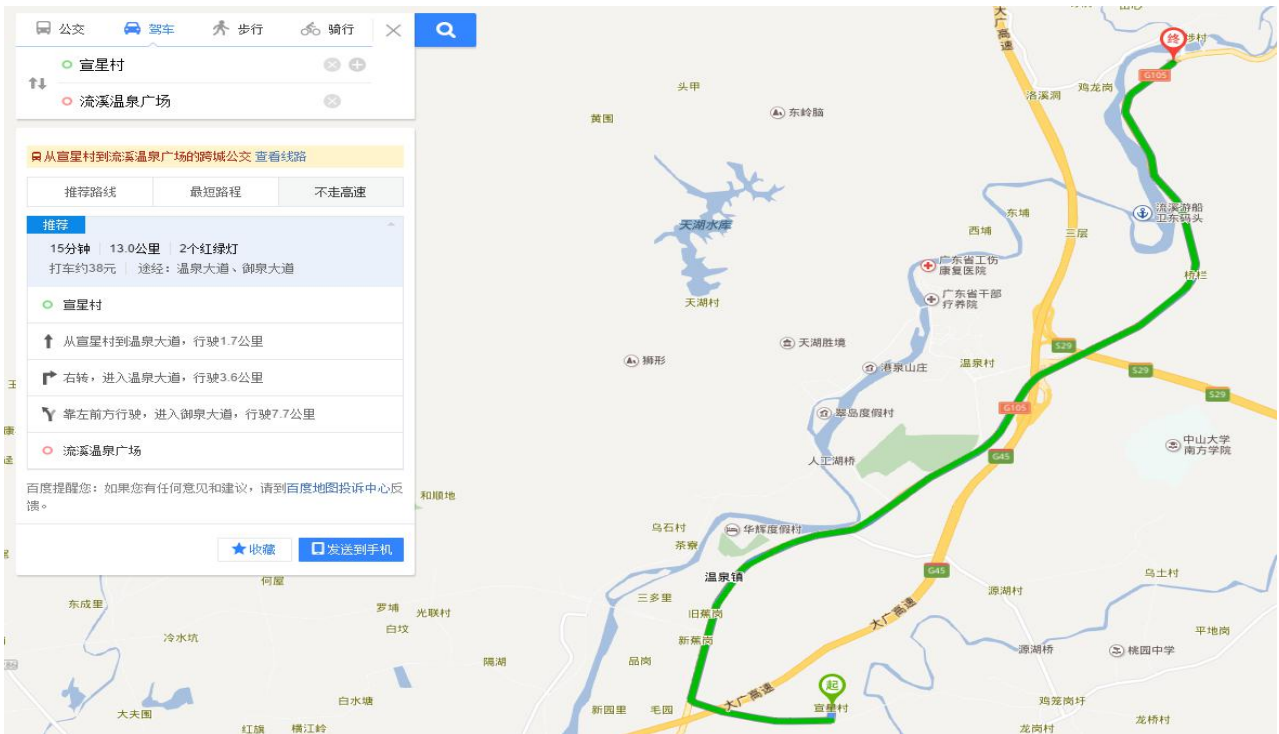 公交
驾车
步行
骑行
宣星村
流溪温泉广场
从宣星村到流溪温泉广场的跨城公交 查看线路
推荐路线
最短路程
不走高速
推荐
15分钟 13.0公里 2个红绿灯
打车约38元 途经：温泉大道、御泉大道
宣星村
从宣星村到温泉大道，行驶1.7公里
右转，进入温泉大道，行驶3.6公里
靠左前方行驶，进入御泉大道，行驶7.7公里
流溪温泉广场
百度提醒您：如果您有任何意见和建议，请到百度地图投诉中心反
馈。
收藏
发送到手机
大广高速
终
G105
鸡龙岗
洛溪洞
头甲
黄围
东岭脑
流溪游船
卫东码头
东埔
西埔
三层
天湖水库
桥栏
广东省工伤
康复医院
广东省干部
疗养院
天湖村
天湖胜境
S29
S29
S29
狮形
港泉山庄
温泉村
翠岛度假村
G105
中山大学
南方学院
人工湖桥
G45
和顺地
乌石村
华辉度假村
茶寮
温泉镇
G45
乌土村
何屋
三多里
源湖村
东成里
罗埔
光联村
旧蕉岗
大广高速
白坟
平地岗
冷水坑
新蕉岗
源湖桥
桃园中学
隔湖
品岗
起
大广高速
白水塘
鸡笼岗圩
大夫围
新园里
毛园
宣星村
龙桥村
红旗
横江岭
龙岗村